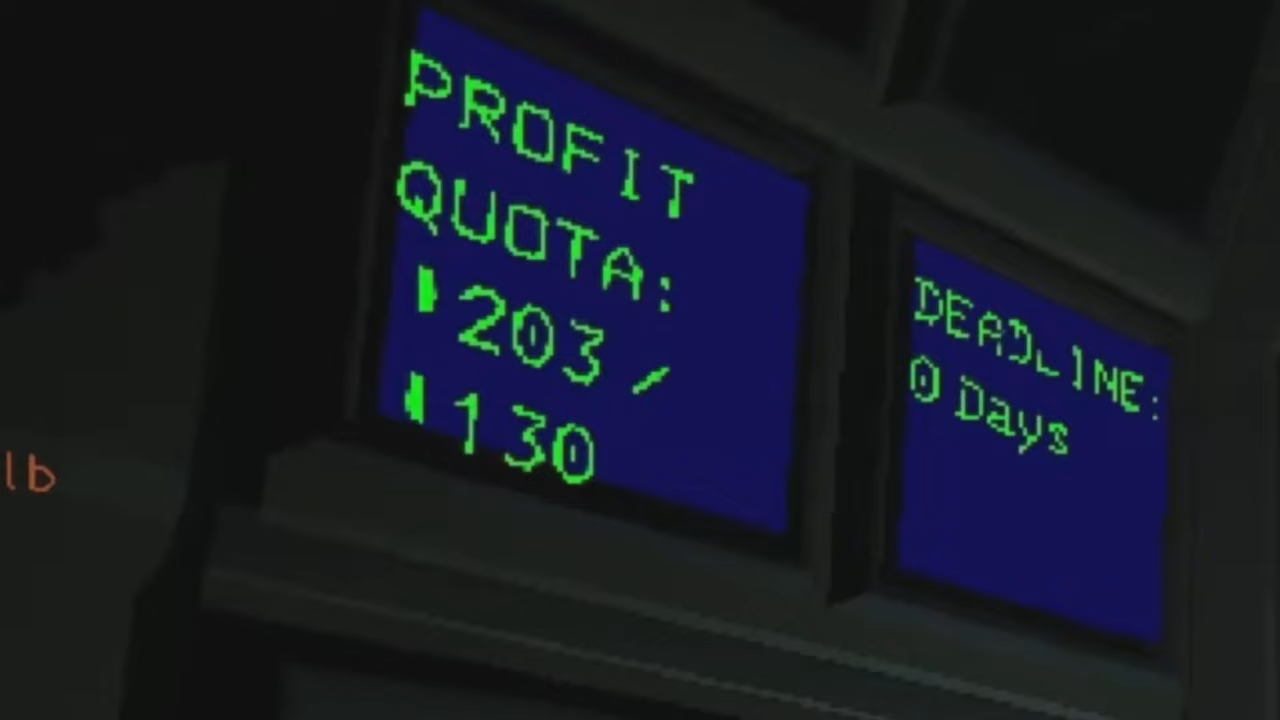 PROFIT
QUOTA:
▮203/
▮130
DEADLINE:
0 Days
lb